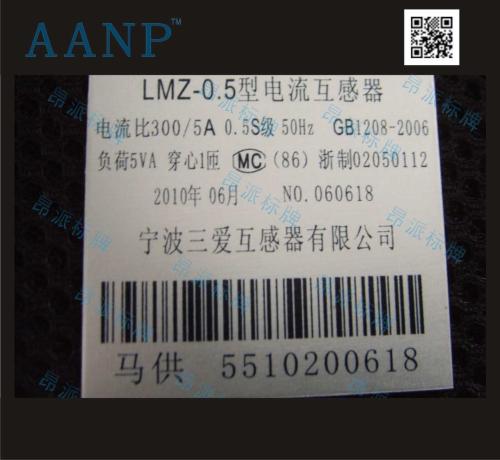 AANP™
LMZ-0.5型电流互感器
电流比300/5A 0.5S级 50Hz GB1208-2006
负荷5VA 穿心1匝 MC (86) 浙制02050112
2010年 06月 NO.060618
宁波三爱互感器有限公司
马供 5510200618
昂派标牌